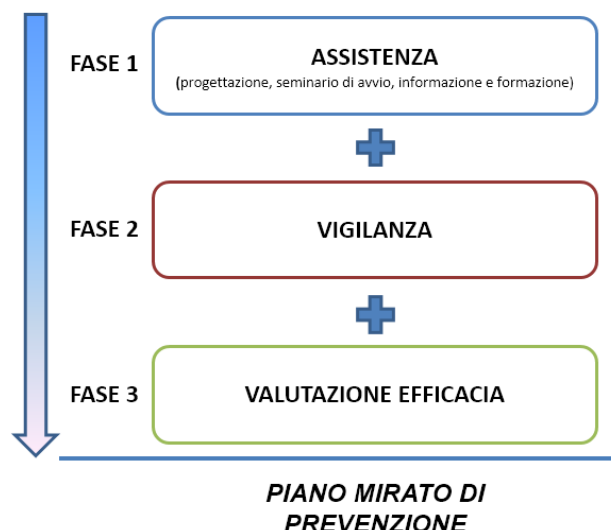 FASE 1
ASSISTENZA
(progettazione, seminario di avvio, informazione e formazione)
FASE 2
VIGILANZA
FASE 3
VALUTAZIONE EFFICACIA
PIANO MIRATO DI
PREVENZIONE